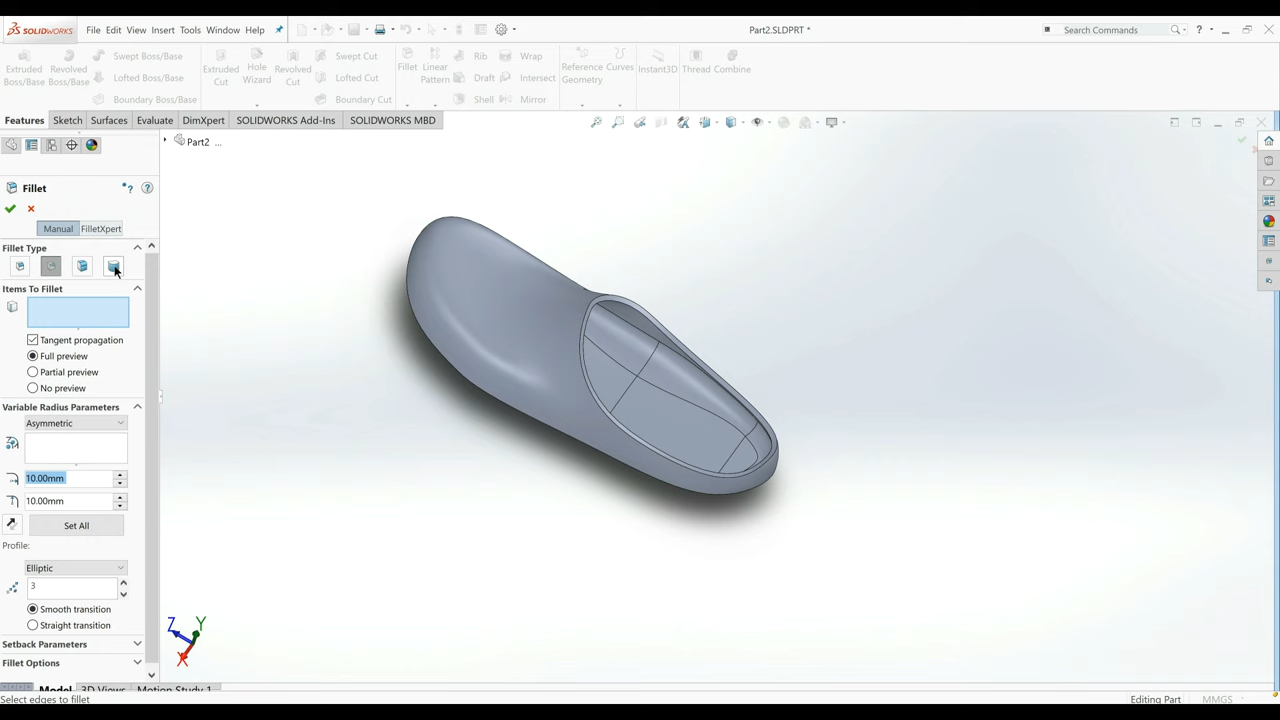 SOLIDWORKS File Edit View Insert Tools Window Help Part2.SLDPRT * Search Commands
Extruded Boss/Base
Revolved Boss/Base
Swept Boss/Base
Lofted Boss/Base
Boundary Boss/Base
Extruded Cut
Hole Wizard
Revolved Cut
Swept Cut
Lofted Cut
Boundary Cut
Fillet
Linear Pattern
Rib
Draft
Shell
Wrap
Intersect
Mirror
Reference Geometry
Curves
Instant3D
Thread
Combine
Features Sketch Surfaces Evaluate DimXpert SOLIDWORKS Add-Ins SOLIDWORKS MBD
Part2 ...
Fillet
Manual FilletXpert
Fillet Type
Items To Fillet
Tangent propagation
Full preview
Partial preview
No preview
Variable Radius Parameters
Asymmetric
10.00mm
10.00mm
Set All
Profile:
Elliptic
3
Smooth transition
Straight transition
Setback Parameters
Fillet Options
Z Y
X
Model 3D Views Motion Study 1
Select edges to fillet Editing Part MMGS